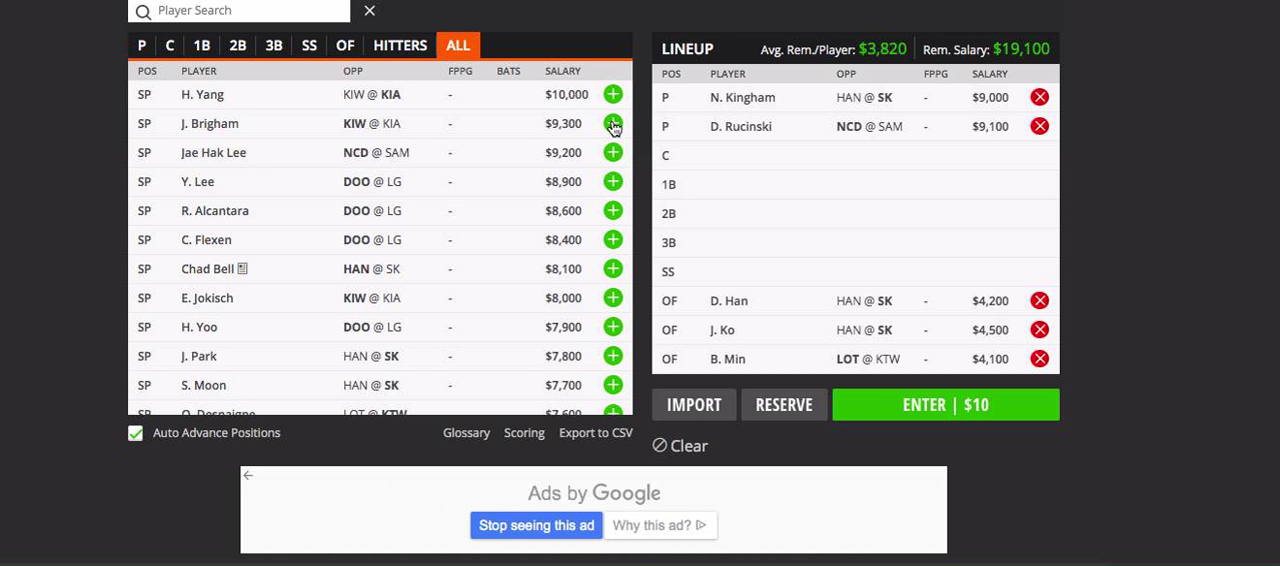 Player Search
P C 1B 2B 3B SS OF HITTERS ALL
POS PLAYER OPP FPPG BATS SALARY
SP H. Yang KIW @ KIA - $10,000
SP J. Brigham KIW @ KIA - $9,300
SP Jae Hak Lee NCD @ SAM - $9,200
SP Y. Lee DOO @ LG - $8,900
SP R. Alcantara DOO @ LG - $8,600
SP C. Flexen DOO @ LG - $8,400
SP Chad Bell HAN @ SK - $8,100
SP E. Jokisch KIW @ KIA - $8,000
SP H. Yoo DOO @ LG - $7,900
SP J. Park HAN @ SK - $7,800
SP S. Moon HAN @ SK - $7,700
SP O. Despaigne LOT @ KTW - $7,600
Auto Advance Positions Glossary Scoring Export to CSV
LINEUP Avg. Rem./Player: $3,820 Rem. Salary: $19,100
POS PLAYER OPP FPPG SALARY
P N. Kingham HAN @ SK - $9,000
P D. Rucinski NCD @ SAM - $9,100
C
1B
2B
3B
SS
OF D. Han HAN @ SK - $4,200
OF J. Ko HAN @ SK - $4,500
OF B. Min LOT @ KTW - $4,100
IMPORT RESERVE ENTER | $10
Clear
Ads by Google
Stop seeing this ad Why this ad?